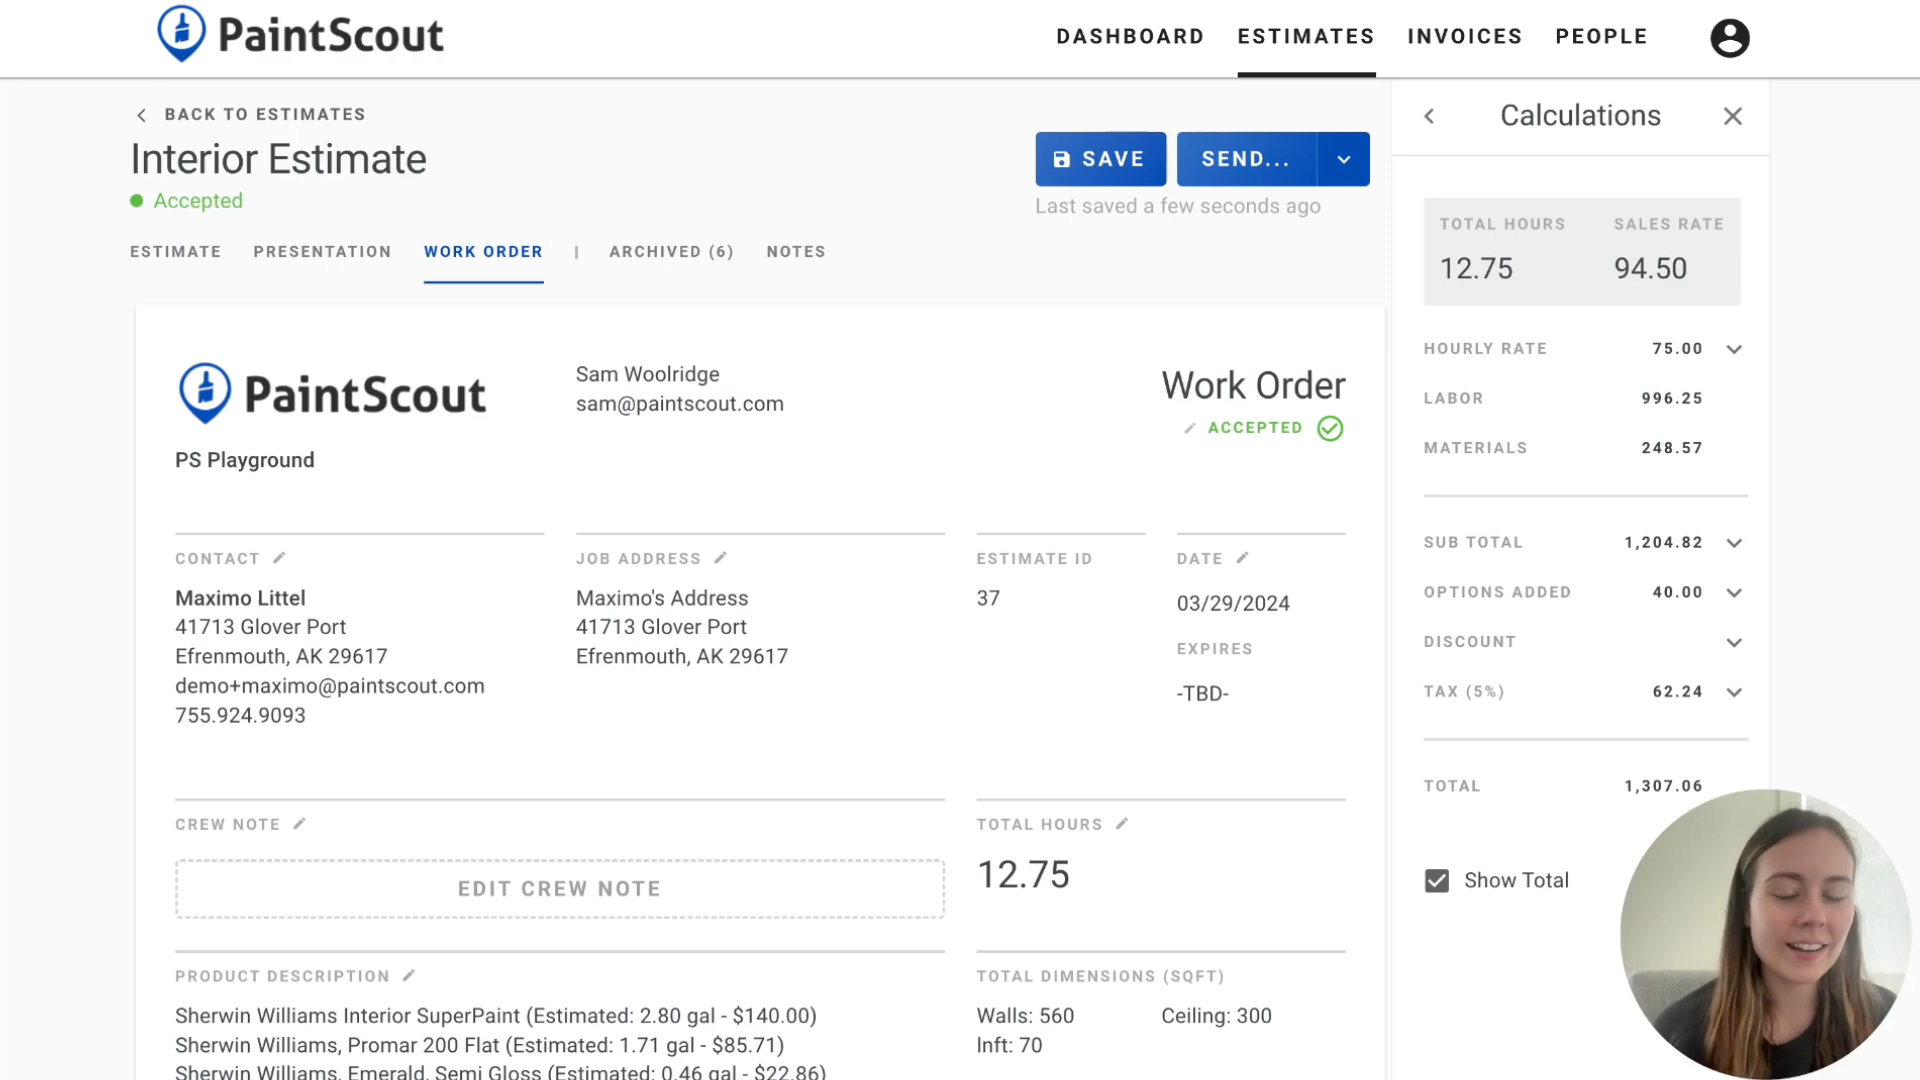 PaintScout
DASHBOARD ESTIMATES INVOICES PEOPLE
BACK TO ESTIMATES
Interior Estimate
Accepted
SAVE SEND...
Last saved a few seconds ago
ESTIMATE PRESENTATION WORK ORDER | ARCHIVED (6) NOTES
PaintScout
PS Playground
Sam Woolridge
sam@paintscout.com
Work Order
ACCEPTED
CONTACT
Maximo Littel
41713 Glover Port
Efrenmouth, AK 29617
demo+maximo@paintscout.com
755.924.9093
JOB ADDRESS
Maximo's Address
41713 Glover Port
Efrenmouth, AK 29617
ESTIMATE ID
37
DATE
03/29/2024
EXPIRES
-TBD-
CREW NOTE
EDIT CREW NOTE
TOTAL HOURS
12.75
PRODUCT DESCRIPTION
Sherwin Williams Interior SuperPaint (Estimated: 2.80 gal - $140.00)
Sherwin Williams, Promar 200 Flat (Estimated: 1.71 gal - $85.71)
Sherwin Williams, Emerald, Semi Gloss (Estimated: 0.46 gal - $22.86)
TOTAL DIMENSIONS (SQFT)
Walls: 560 Ceiling: 300
lnft: 70
Calculations
TOTAL HOURS SALES RATE
12.75 94.50
HOURLY RATE 75.00
LABOR 996.25
MATERIALS 248.57
SUB TOTAL 1,204.82
OPTIONS ADDED 40.00
DISCOUNT
TAX (5%) 62.24
TOTAL 1,307.06
Show Total